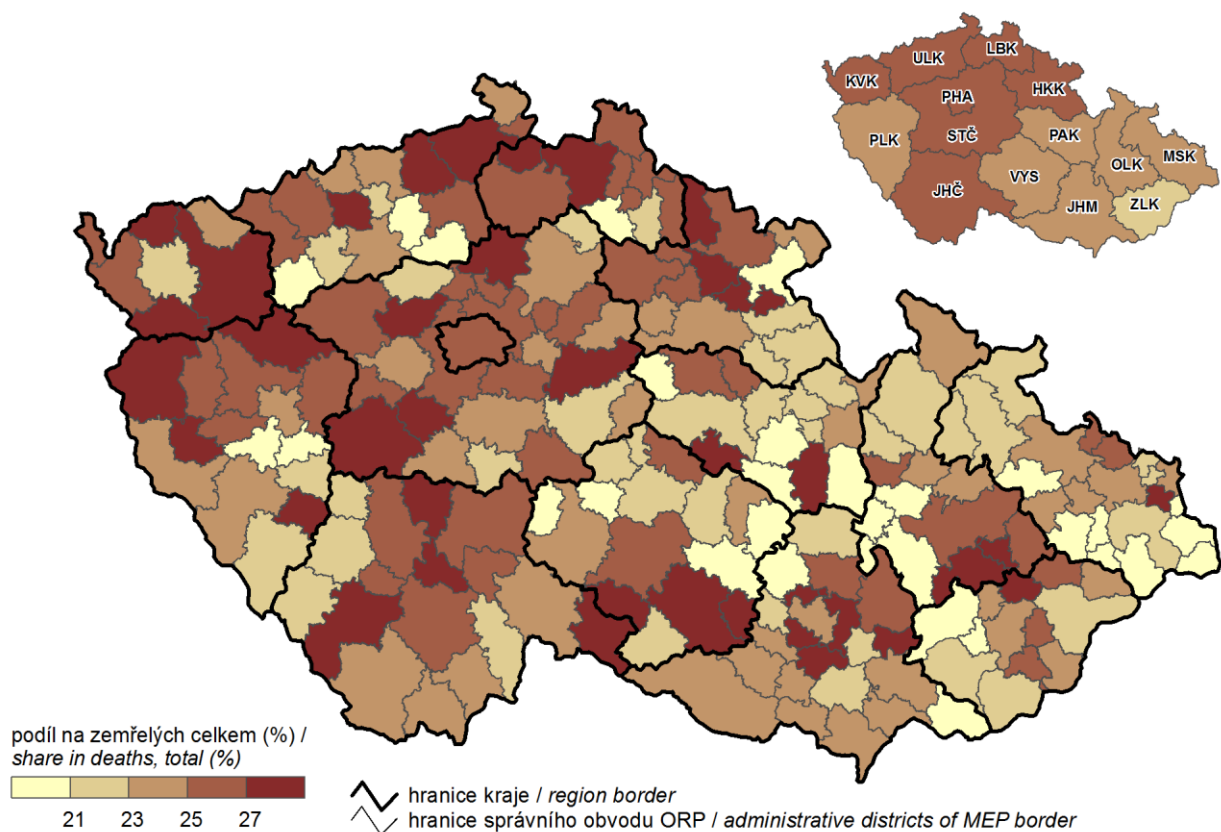 ULK
LBK
KVK
HKK
PHA
STČ
PLK
PAK
OLK
MSK
VYS
JHČ
JHM
ZLK
podíl na zemřelých celkem (%) /
share in deaths, total (%)
21 23 25 27
hranice kraje / region border
hranice správního obvodu ORP / administrative districts of MEP border